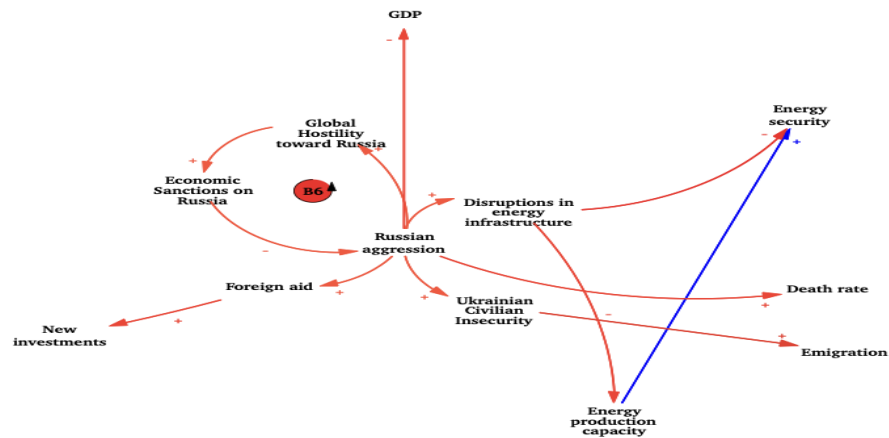 GDP
-
Energy
security
-
+
Global
Hostility
toward Russia
+
+
Economic
Sanctions on
Russia
B6
+
Disruptions in
energy
infrastructure
Russian
aggression
-
Foreign aid
+
+
Ukrainian
Civilian
Insecurity
Death rate
+
+
New
investments
-
+
Emigration
Energy
production
capacity